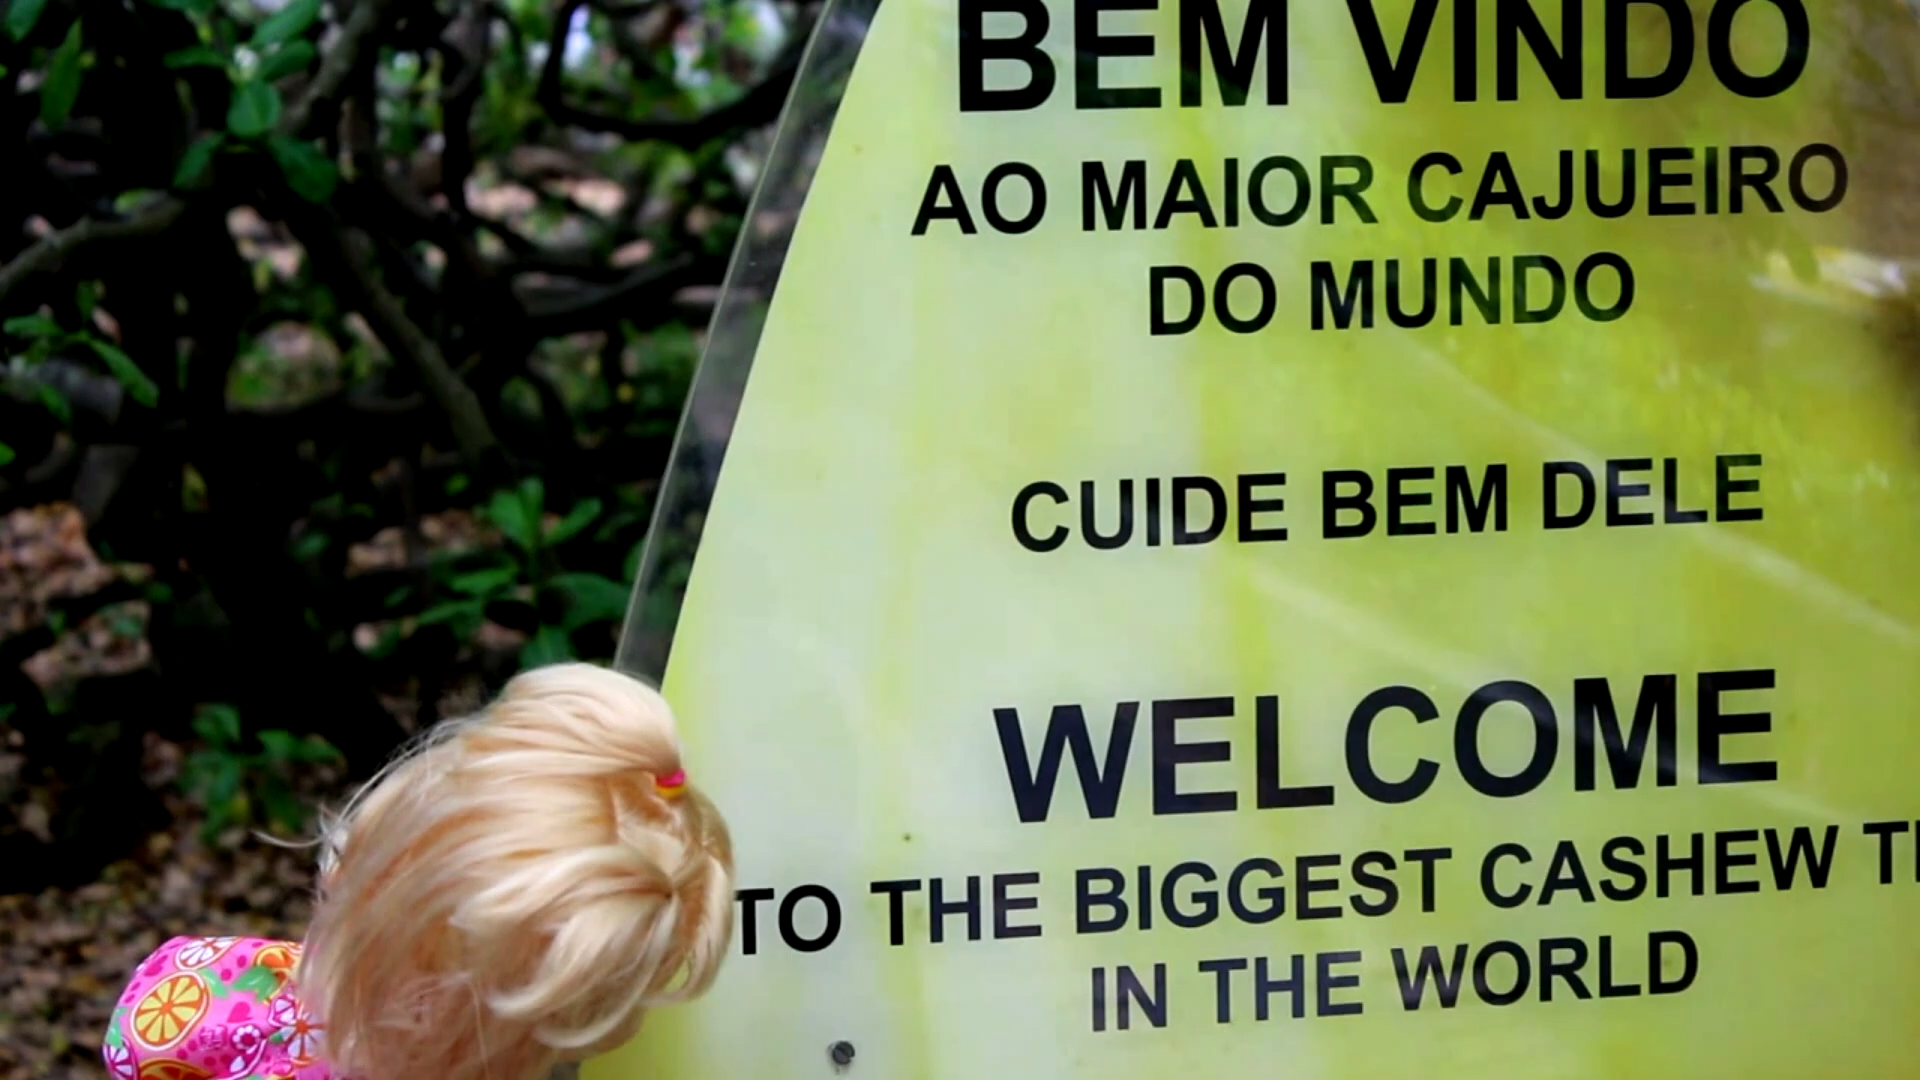 BEM VINDO
AO MAIOR CAJUEIRO
DO MUNDO
CUIDE BEM DELE
WELCOME
TO THE BIGGEST CASHEW
IN THE WORLD